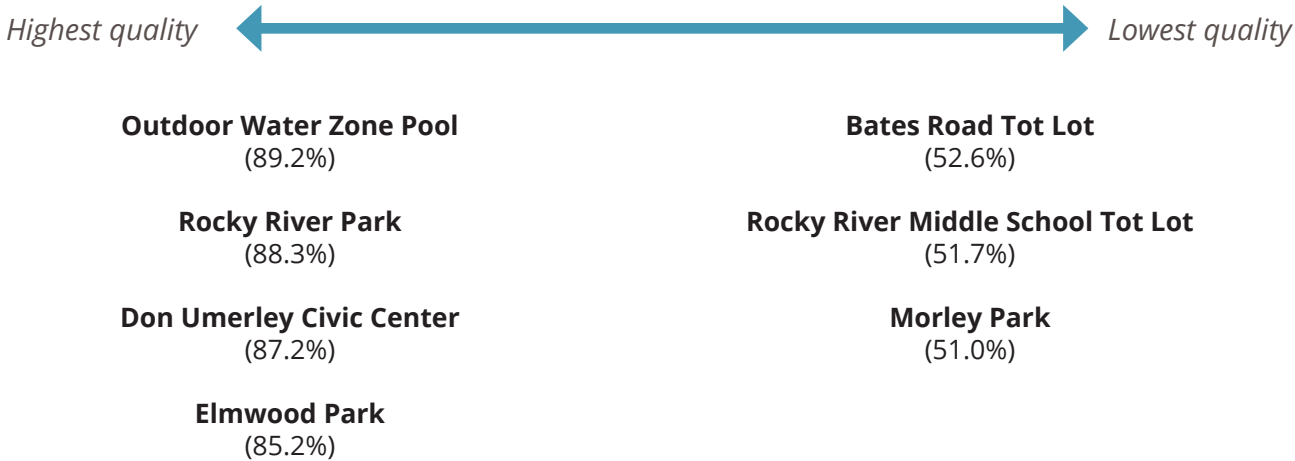 Highest quality
Lowest quality
Outdoor Water Zone Pool
(89.2%)
Rocky River Park
(88.3%)
Don Umerley Civic Center
(87.2%)
Elmwood Park
(85.2%)
Bates Road Tot Lot
(52.6%)
Rocky River Middle School Tot Lot
(51.7%)
Morley Park
(51.0%)